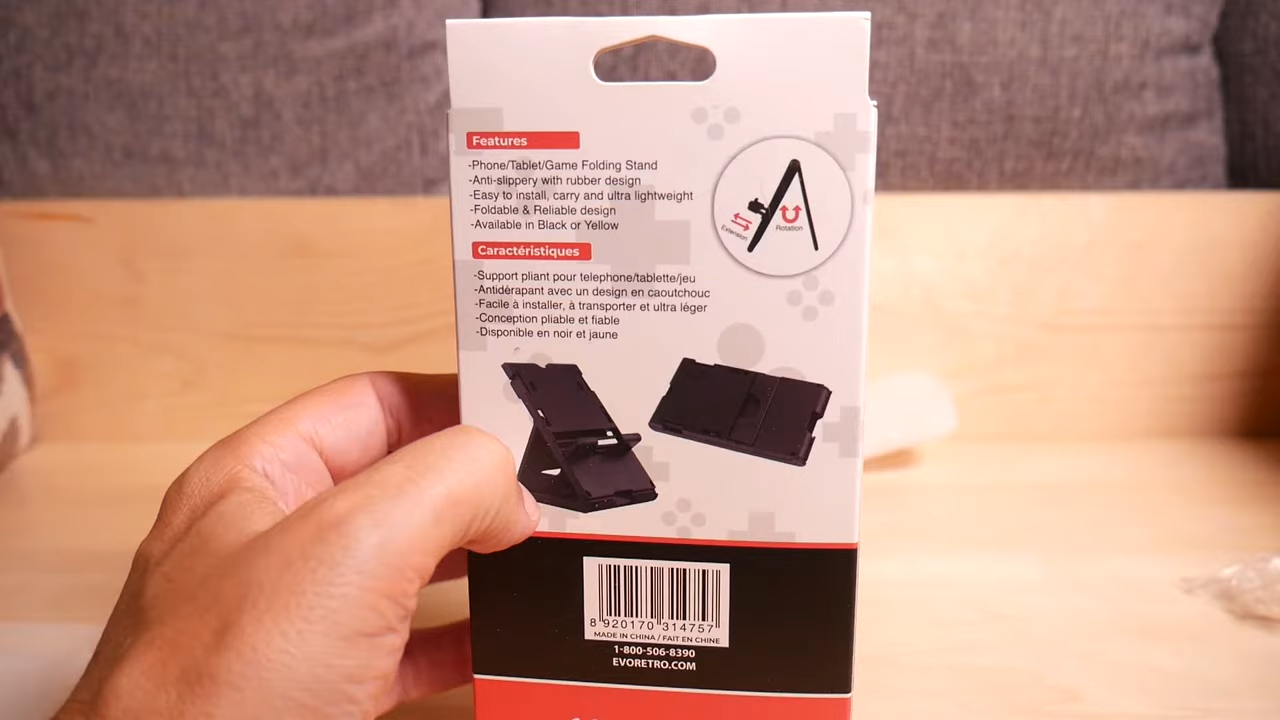 Features
-Phone/Tablet/Game Folding Stand
-Anti-slippery with rubber design
-Easy to install, carry and ultra lightweight
-Foldable & Reliable design
-Available in Black or Yellow
Extension
Rotation
Caractéristiques
-Support pliant pour telephone/tablette/jeu
-Antidérapant avec un design en caoutchouc
-Facile à installer, à transporter et ultra léger
-Conception pliable et fiable
-Disponible en noir et jaune
8 920170 314757
MADE IN CHINA / FAIT EN CHINE
1-800-506-8390
EVORETRO.COM